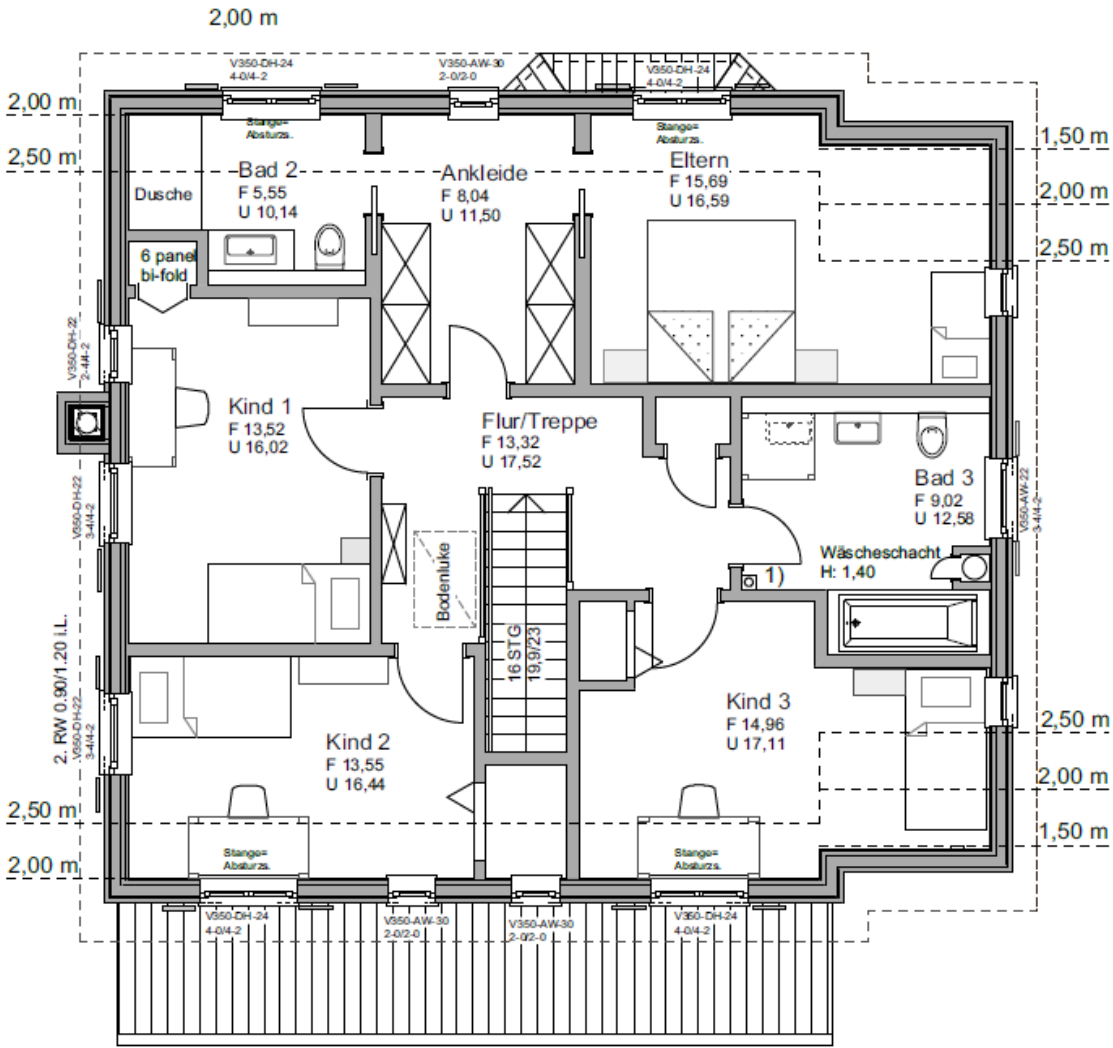 2,00 m
V350-DH-24
4-0/4-2
V350-AW-30
2-0/2-0
V350-DH-24
4-0/4-2
2,00 m
2,50 m
1,50 m
2,00 m
2,50 m
Stange=
Absturzs.
Stange=
Absturzs.
Dusche
Bad 2
F 5,55
U 10,14
Ankleide
F 8,04
U 11,50
Eltern
F 15,69
U 16,59
6 panel
bi-fold
V350-DH-22
2-4/4-2
Kind 1
F 13,52
U 16,02
Flur/Treppe
F 13,32
U 17,52
Bad 3
F 9,02
U 12,58
V350-DH-22
3-4/4-2
V350-AW-22
3-4/4-2
Wäscheschacht
H: 1,40
1)
Bodenluke
16 STG
19,9/23
2. RW 0.90/1.20 i.L.
V350-DH-22
3-4/4-2
Kind 2
F 13,55
U 16,44
Kind 3
F 14,96
U 17,11
2,50 m
2,00 m
1,50 m
2,50 m
2,00 m
Stange=
Absturzs.
Stange=
Absturzs.
V350-DH-24
4-0/4-2
V350-AW-30
2-0/2-0
V350-AW-30
2-0/2-0
V350-DH-24
4-0/4-2